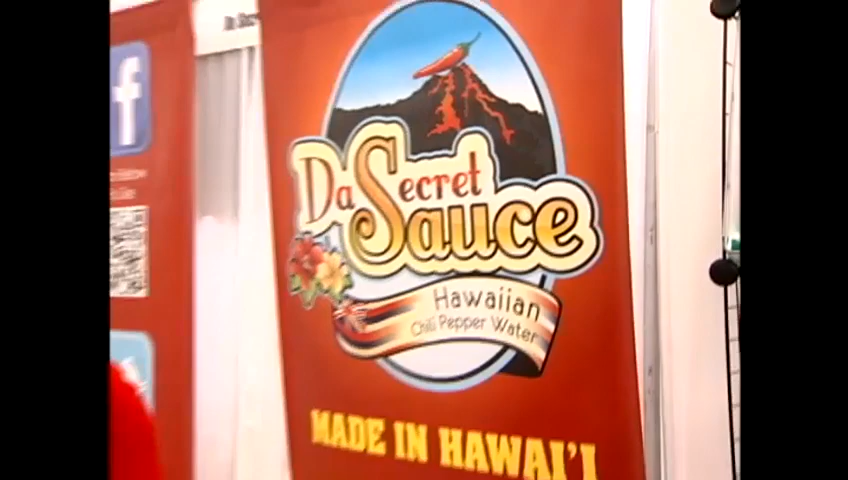 f
Da Secret
Sauce
Hawaiian
Chili Pepper Water
MADE IN HAWAI'I